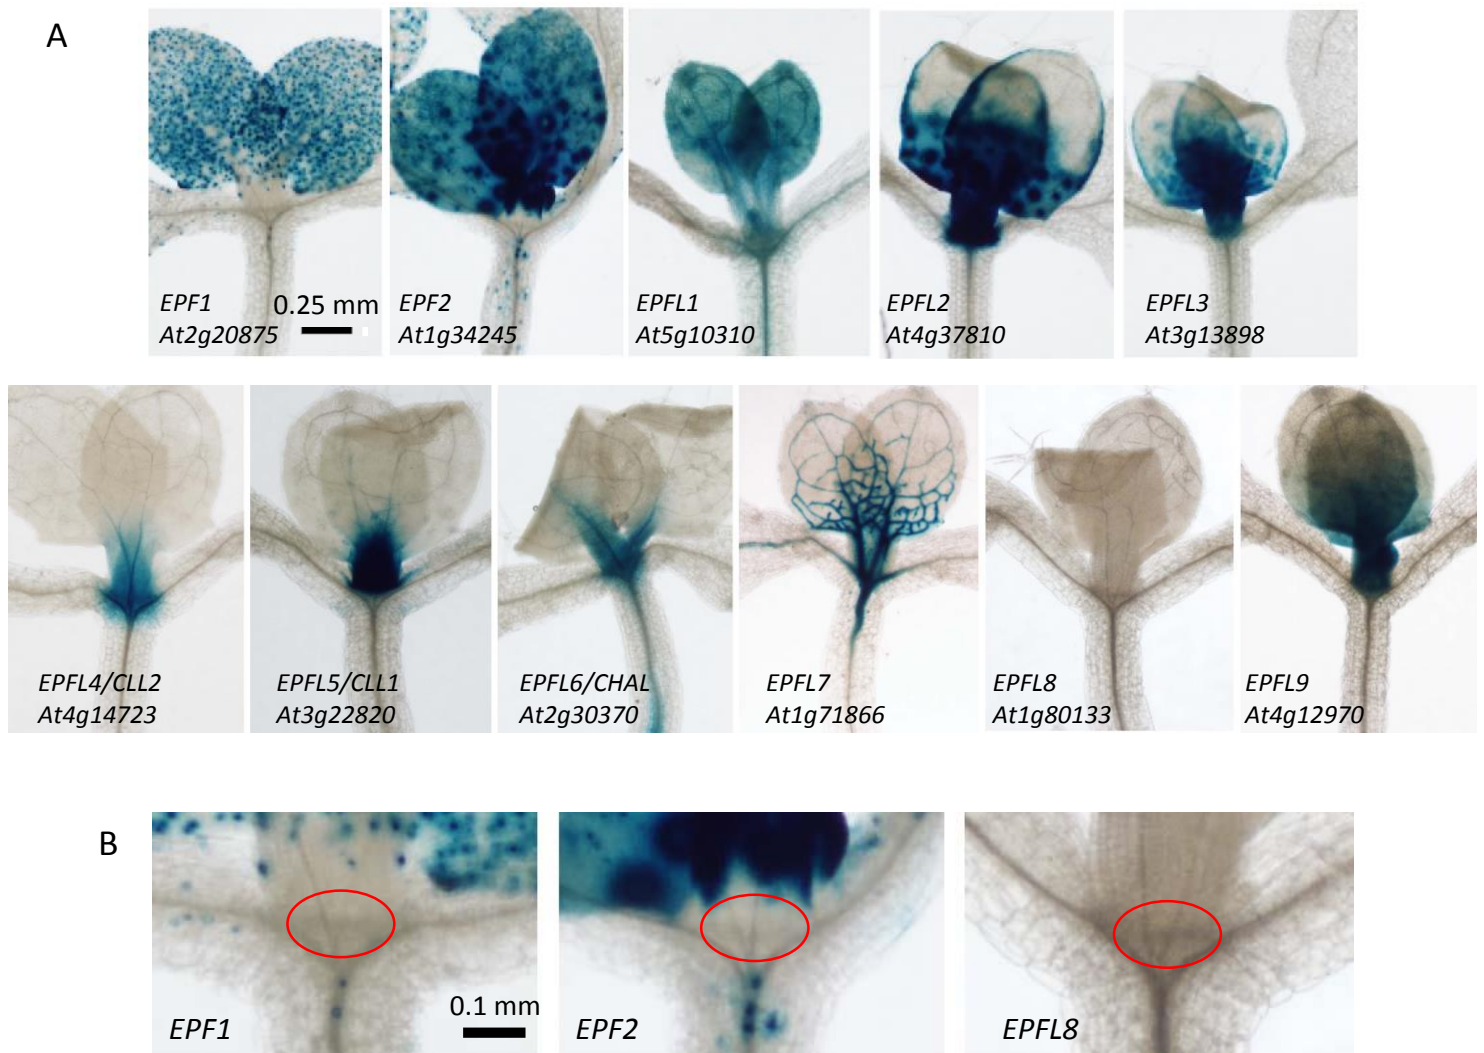 A
EPF1
At2g20875
0.25 mm
EPF2
At1g34245
EPFL1
At5g10310
EPFL2
At4g37810
EPFL3
At3g13898
EPFL4/CLL2
At4g14723
EPFL5/CLL1
At3g22820
EPFL6/CHAL
At2g30370
EPFL7
At1g71866
EPFL8
At1g80133
EPFL9
At4g12970
B
EPF1
0.1 mm
EPF2
EPFL8